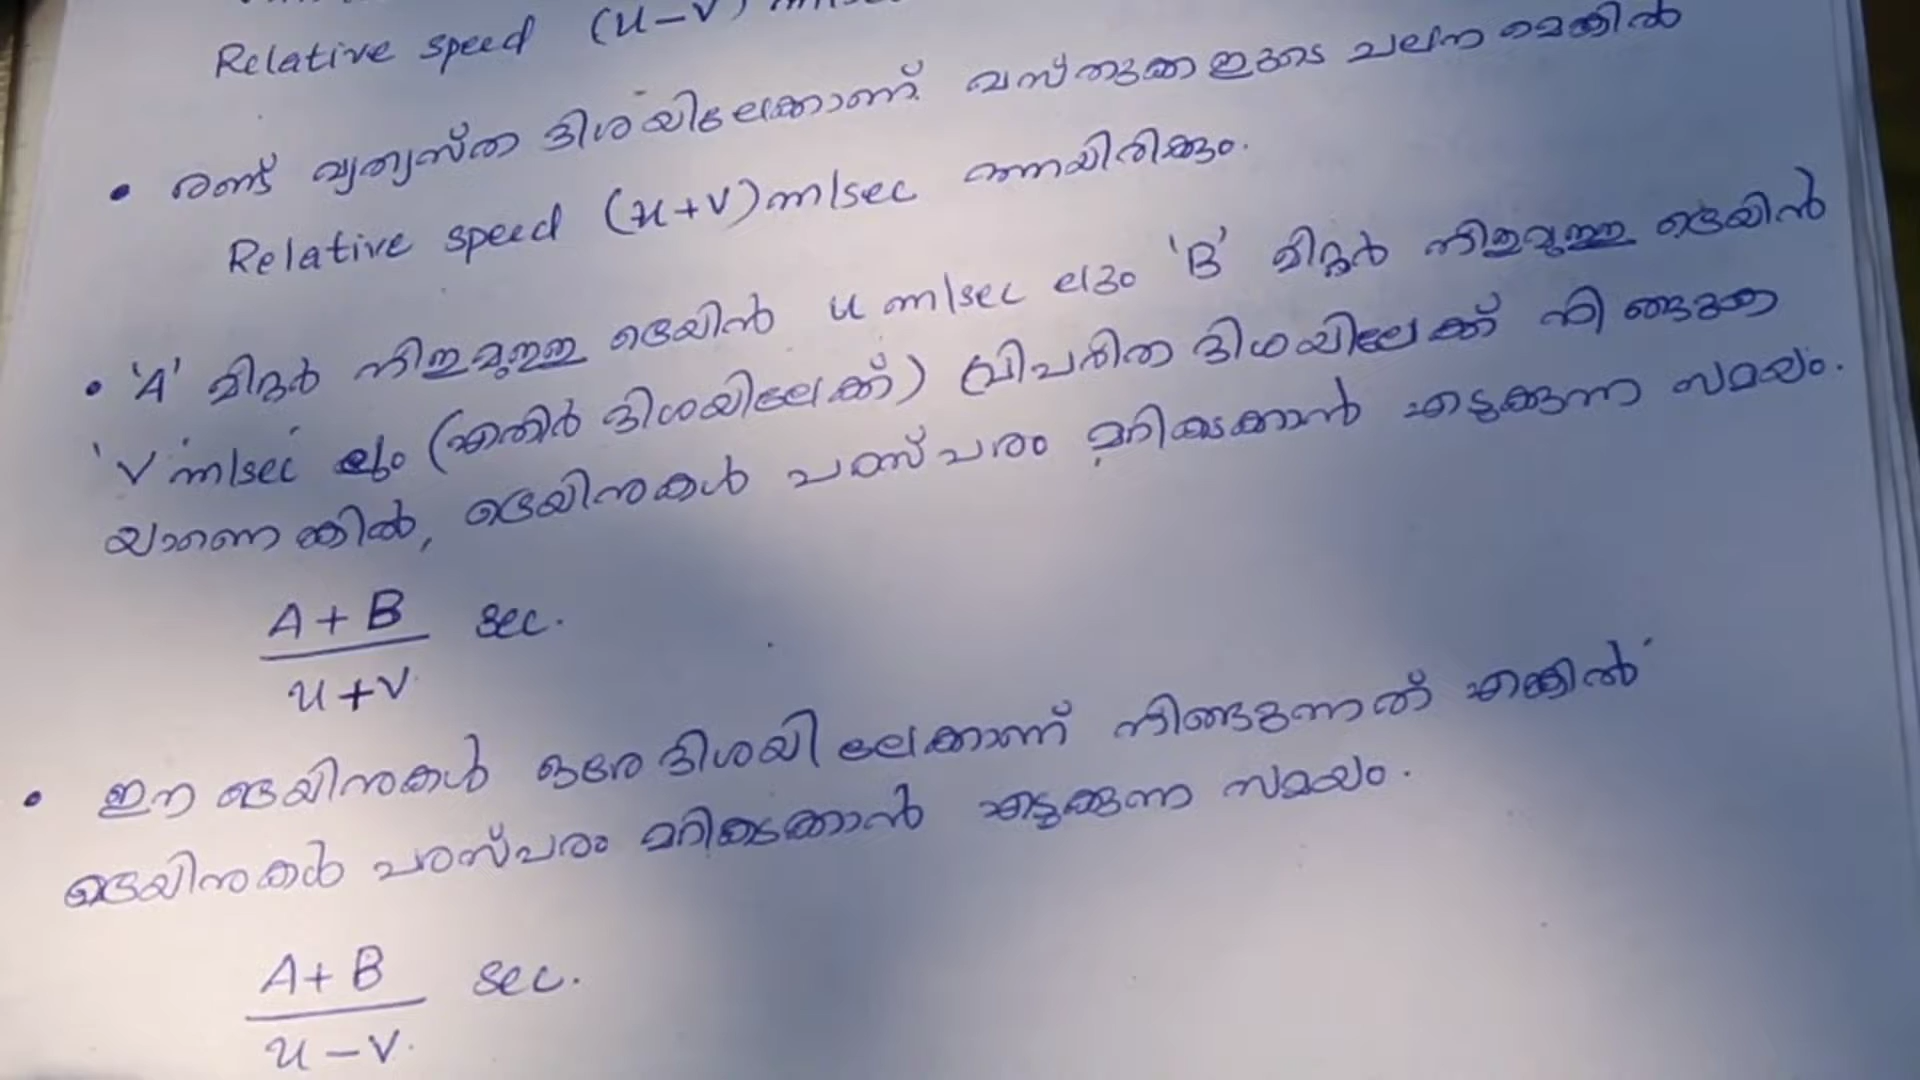 Relative speed (u-v) m/sec
• രണ്ട് വ്യത്യസ്ത ദിശയിലേക്കാണ് വസ്തുക്കളുടെ ചലനമെങ്കിൽ
Relative speed (u+v)m/sec ആയിരിക്കും.
• 'A' മീറ്റർ നീളമുള്ള ട്രെയിൻ u m/sec ലും 'B' മീറ്റർ നീളമുള്ള ട്രെയിൻ
'V m/sec ലും (എതിർ ദിശയിലേക്ക്) (വിപരീത ദിശയിലേക്ക് നീങ്ങുക
യാണെങ്കിൽ, ട്രെയിനുകൾ പരസ്പരം മറികടക്കാൻ എടുക്കുന്ന സമയം.
A+B sec.
u+v
• ഈ ട്രെയിനുകൾ ഒരേ ദിശയിലേക്കാണ് നീങ്ങുന്നത് എങ്കിൽ
ട്രെയിനുകൾ പരസ്പരം മറികടക്കാൻ എടുക്കുന്ന സമയം.
A+B sec.
u-v.